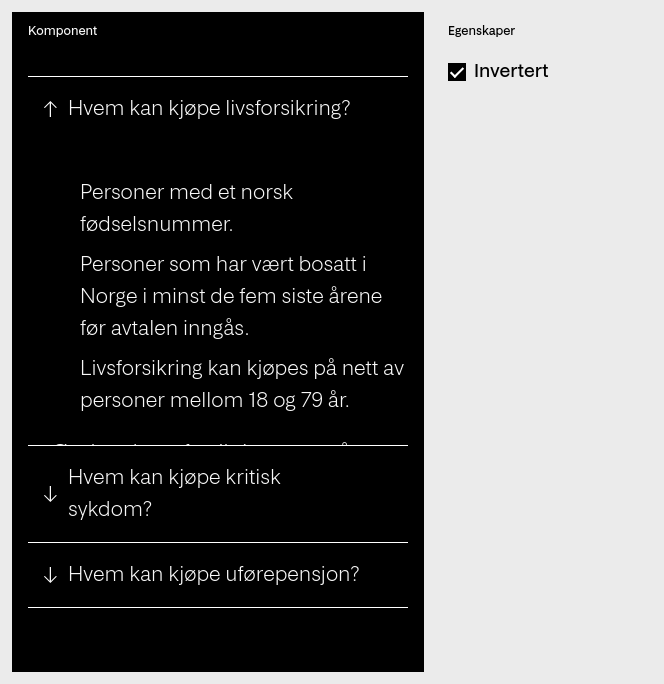 Komponent
Egenskaper
Invertert
Hvem kan kjøpe livsforsikring?
Personer med et norsk
fødselsnummer.
Personer som har vært bosatt i
Norge i minst de fem siste årene
før avtalen inngås.
Livsforsikring kan kjøpes på nett av
personer mellom 18 og 79 år.
Hvem kan kjøpe kritisk
sykdom?
Hvem kan kjøpe uførepensjon?